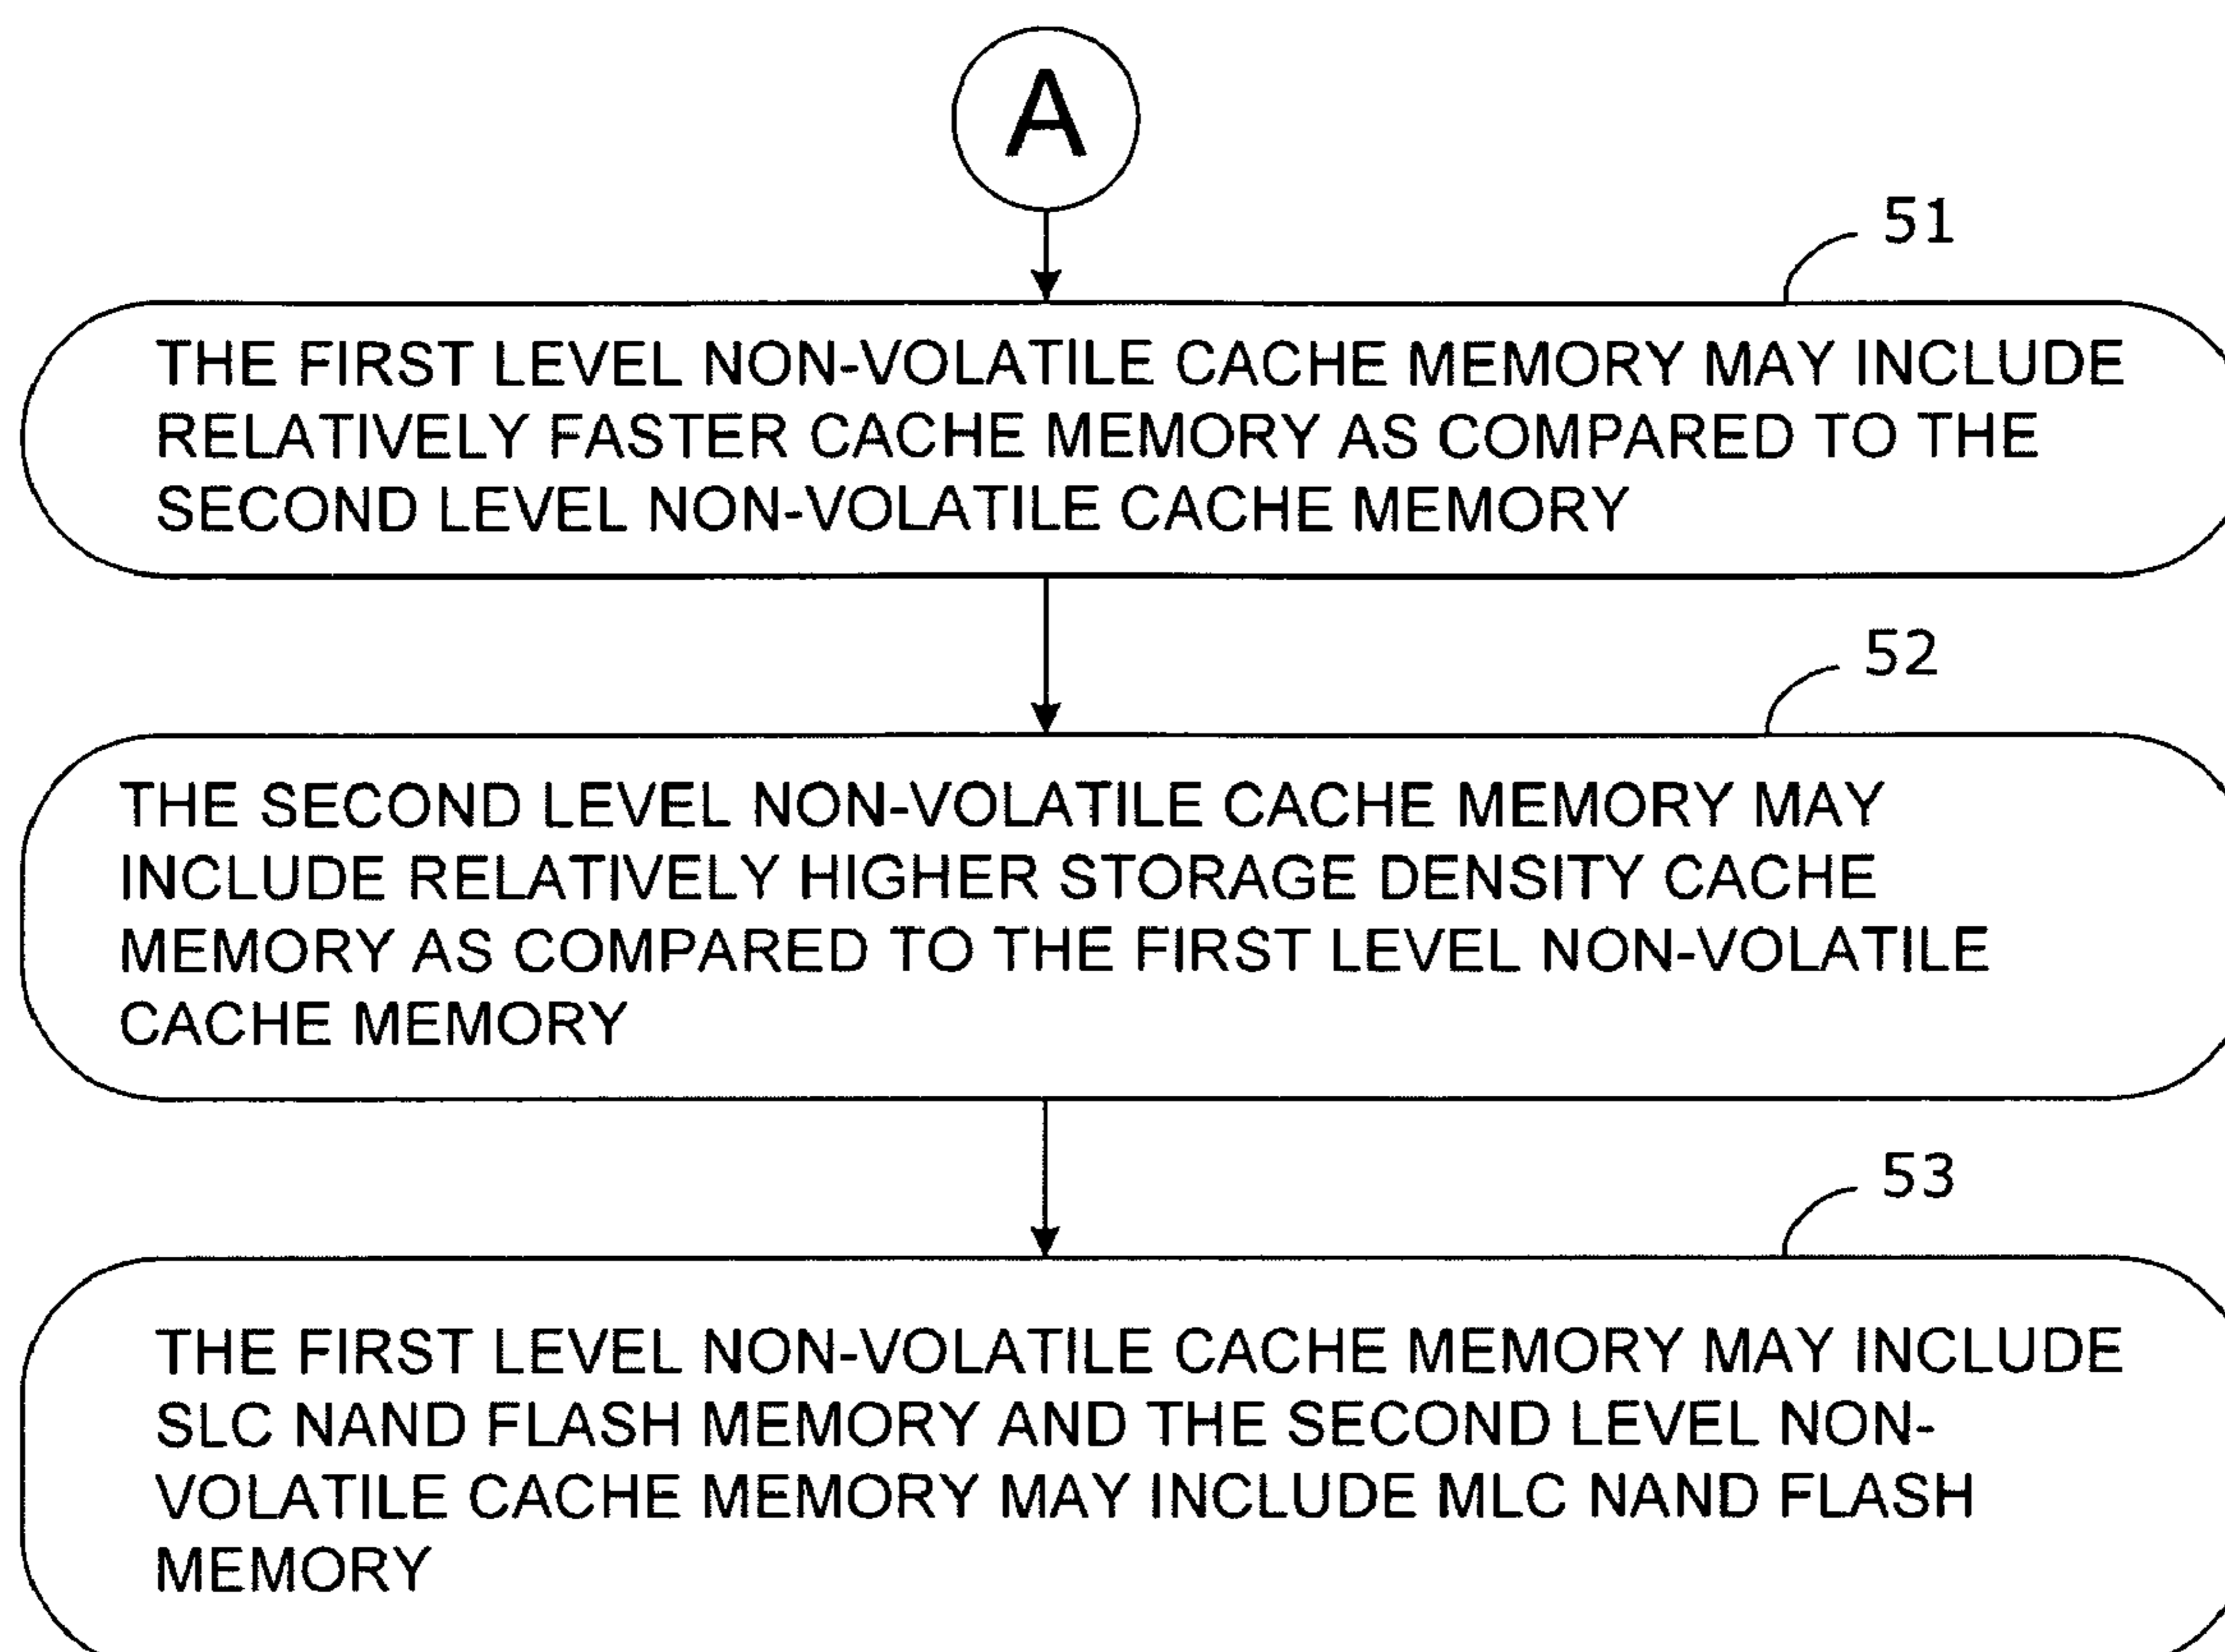 A
51
THE FIRST LEVEL NON-VOLATILE CACHE MEMORY MAY INCLUDE
RELATIVELY FASTER CACHE MEMORY AS COMPARED TO THE
SECOND LEVEL NON-VOLATILE CACHE MEMORY
52
THE SECOND LEVEL NON-VOLATILE CACHE MEMORY MAY
INCLUDE RELATIVELY HIGHER STORAGE DENSITY CACHE
MEMORY AS COMPARED TO THE FIRST LEVEL NON-VOLATILE
CACHE MEMORY
53
THE FIRST LEVEL NON-VOLATILE CACHE MEMORY MAY INCLUDE
SLC NAND FLASH MEMORY AND THE SECOND LEVEL NON-
VOLATILE CACHE MEMORY MAY INCLUDE MLC NAND FLASH
MEMORY